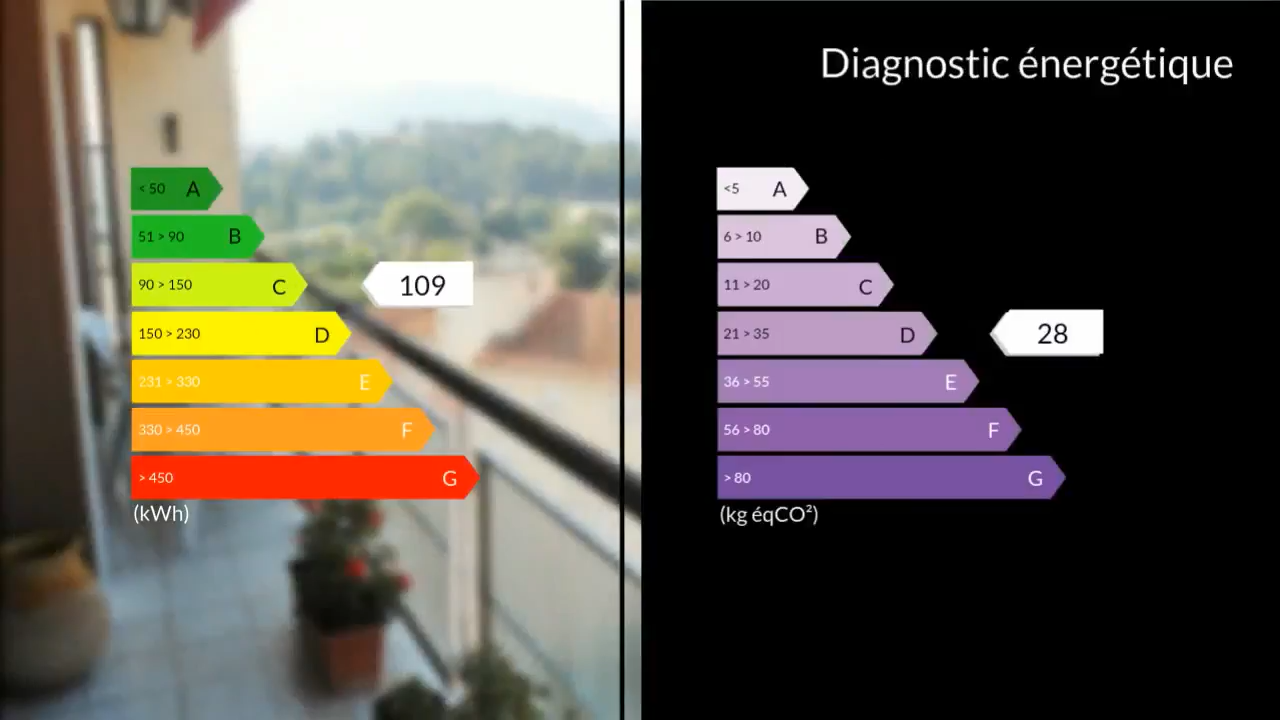 Diagnostic énergétique
< 50 A
51 > 90 B
90 > 150 C
109
150 > 230 D
231 > 330 E
330 > 450 F
> 450 G
(kWh)
<5 A
6 > 10 B
11 > 20 C
21 > 35 D
28
36 > 55 E
56 > 80 F
> 80 G
(kg éqCO²)